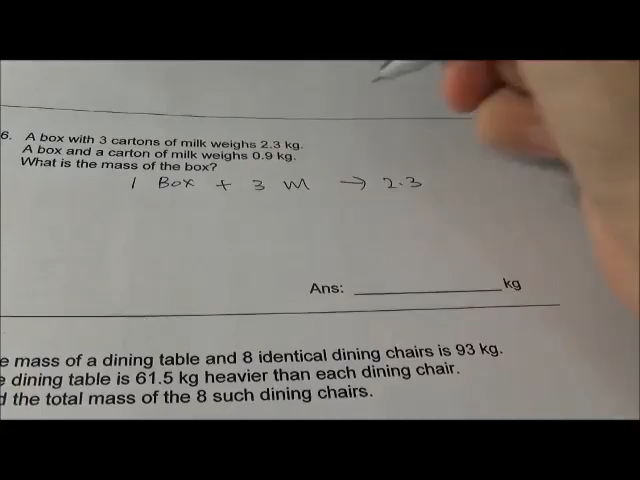 6. A box with 3 cartons of milk weighs 2.3 kg.
A box and a carton of milk weighs 0.9 kg.
What is the mass of the box?
1 Box + 3 m → 2.3
Ans: ____________ kg
mass of a dining table and 8 identical dining chairs is 93 kg.
dining table is 61.5 kg heavier than each dining chair.
the total mass of the 8 such dining chairs.